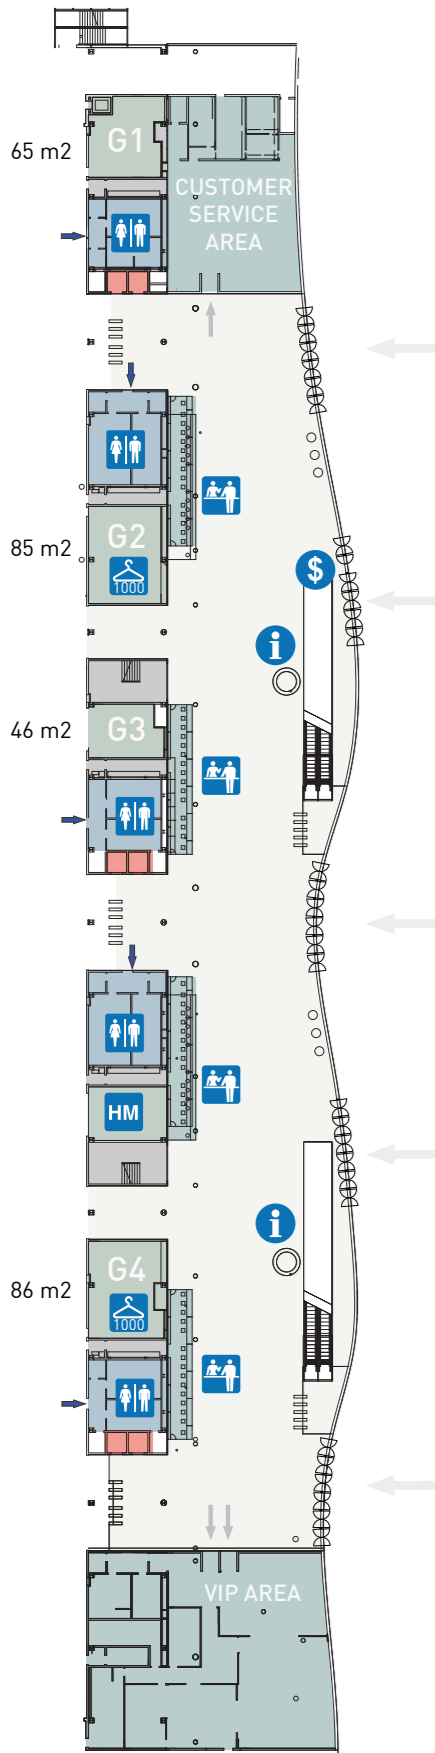 G1
65 m2
CUSTOMER
SERVICE
AREA
G2
85 m2
1000
$
i
G3
46 m2
HM
i
G4
86 m2
1000
VIP AREA